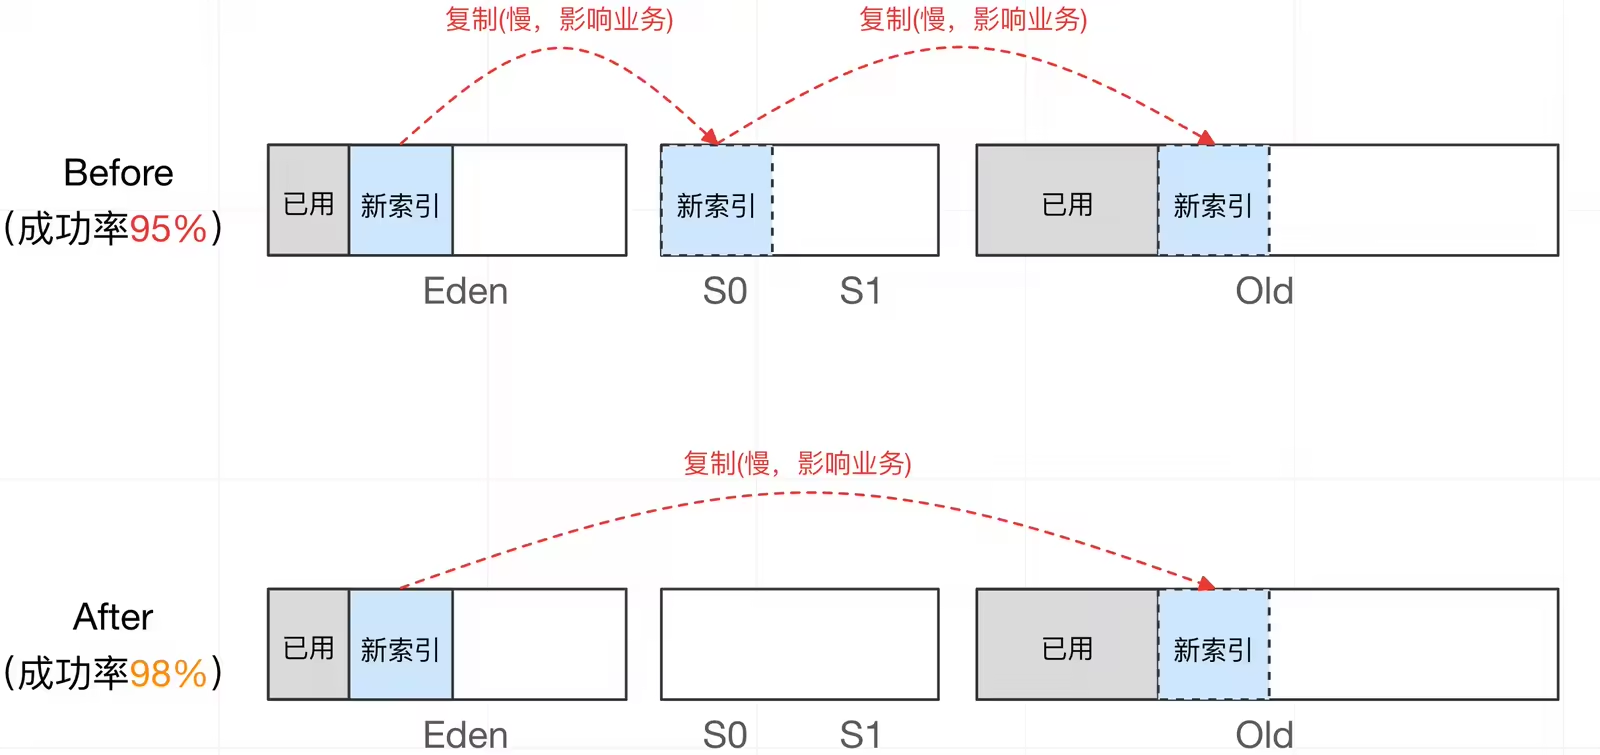 复制(慢，影响业务)
复制(慢，影响业务)
Before
（成功率95%）
已用
新索引
新索引
已用
新索引
Eden
S0
S1
Old
复制(慢，影响业务)
After
（成功率98%）
已用
新索引
已用
新索引
Eden
S0
S1
Old